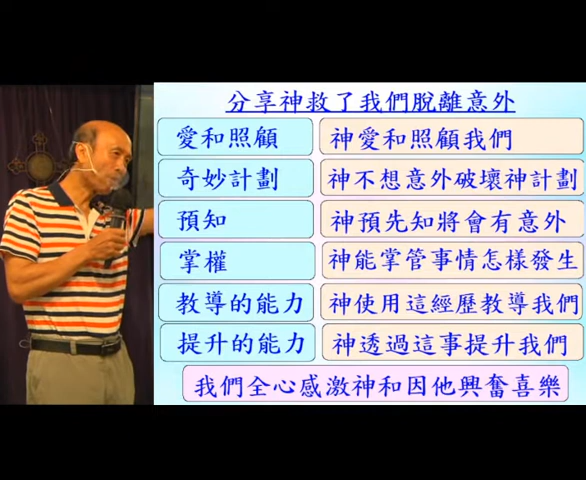 分享神救了我們脫離意外
愛和照顧 神愛和照顧我們
奇妙計劃 神不想意外破壞神計劃
預知 神預先知將會有意外
掌權 神能掌管事情怎樣發生
教導的能力 神使用這經歷教導我們
提升的能力 神透過這事提升我們
我們全心感激神和因他興奮喜樂